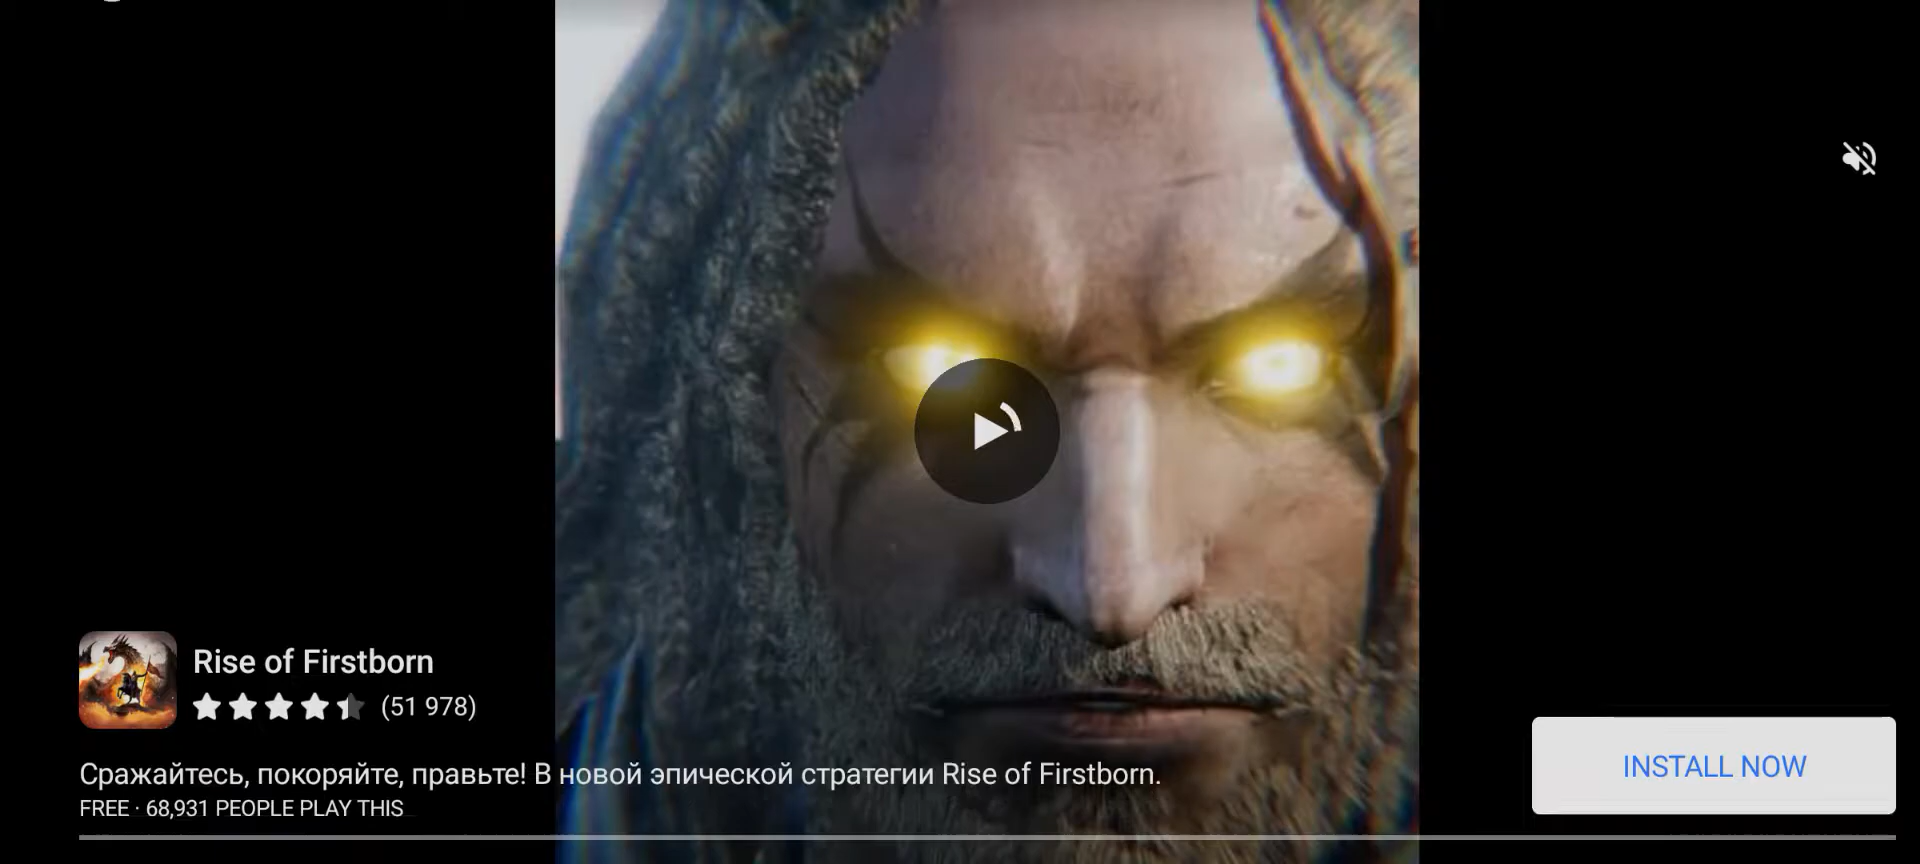 Rise of Firstborn
(51 978)
Сражайтесь, покоряйте, правьте! В новой эпической стратегии Rise of Firstborn.
FREE · 68,931 PEOPLE PLAY THIS
INSTALL NOW